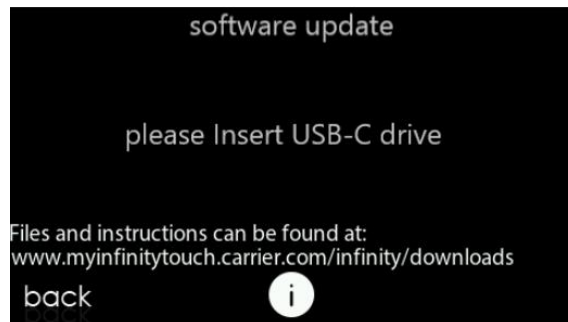 software update
please Insert USB-C drive
Files and instructions can be found at:
www.myinfinitytouch.carrier.com/infinity/downloads
back
i